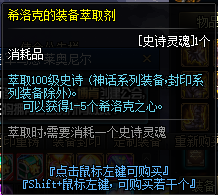 希洛克的装备萃取剂
[史诗灵魂]1个
消耗品
萃取100级史诗（神话系列装备,封印系
列装备除外）。
可以获得1-5个希洛克之心。
萃取时,需要消耗一个史诗灵魂
『点击鼠标左键可购买』
『Shift+鼠标左键，可购买若干个』